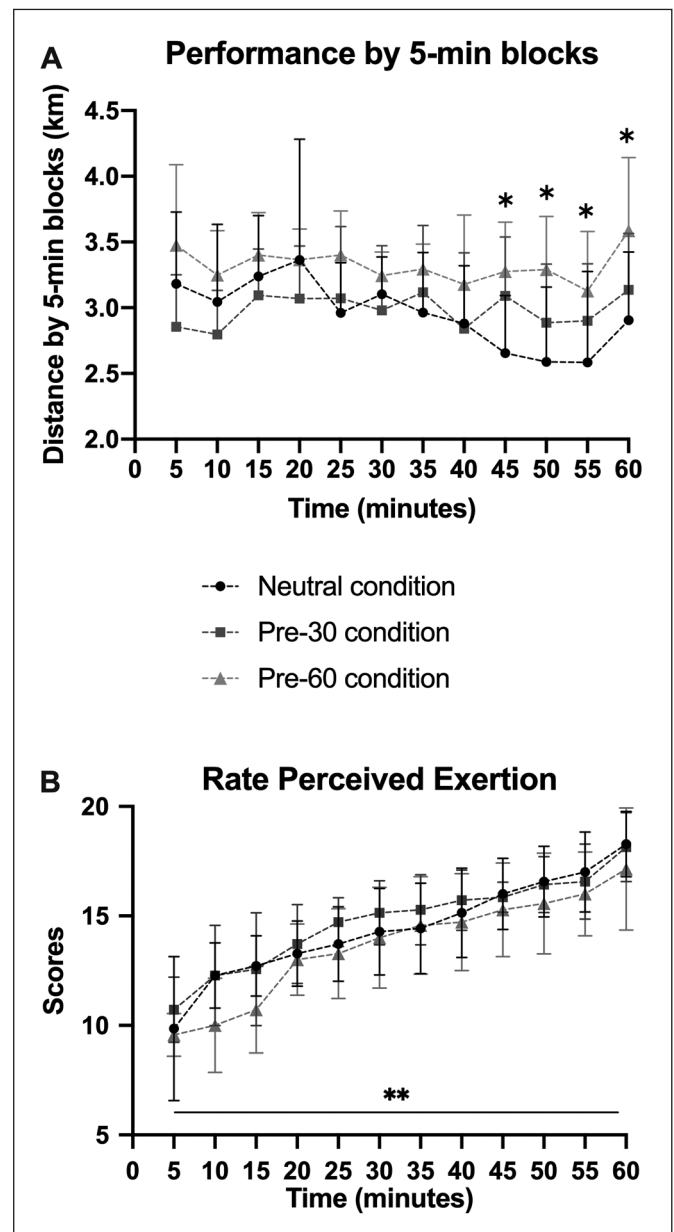 A
Performance by 5-min blocks
Distance by 5-min blocks (km)
4.5
4.0
3.5
3.0
2.5
2.0
* * * *
0 5 10 15 20 25 30 35 40 45 50 55 60
Time (minutes)
Neutral condition
Pre-30 condition
Pre-60 condition
B
Rate Perceived Exertion
Scores
20
15
10
5
**
0 5 10 15 20 25 30 35 40 45 50 55 60
Time (minutes)